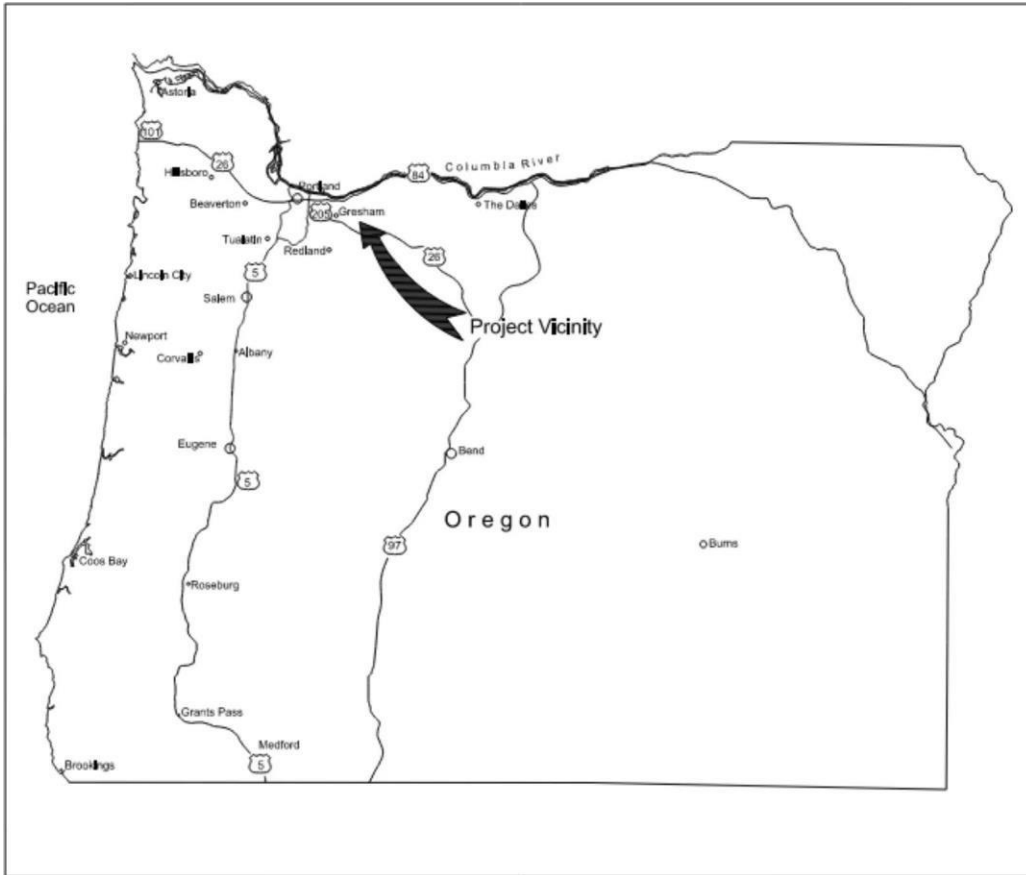 Astoria
101
26
Hillsboro
Portland
84
Columbia River
Beaverton
205
Gresham
The Dalles
Tualatin
Redland
26
5
Lincoln City
Pacific
Ocean
Salem
Project Vicinity
Newport
Corvallis
Albany
Eugene
Bend
5
Oregon
97
Burns
Coos Bay
Roseburg
Grants Pass
Medford
5
Brookings